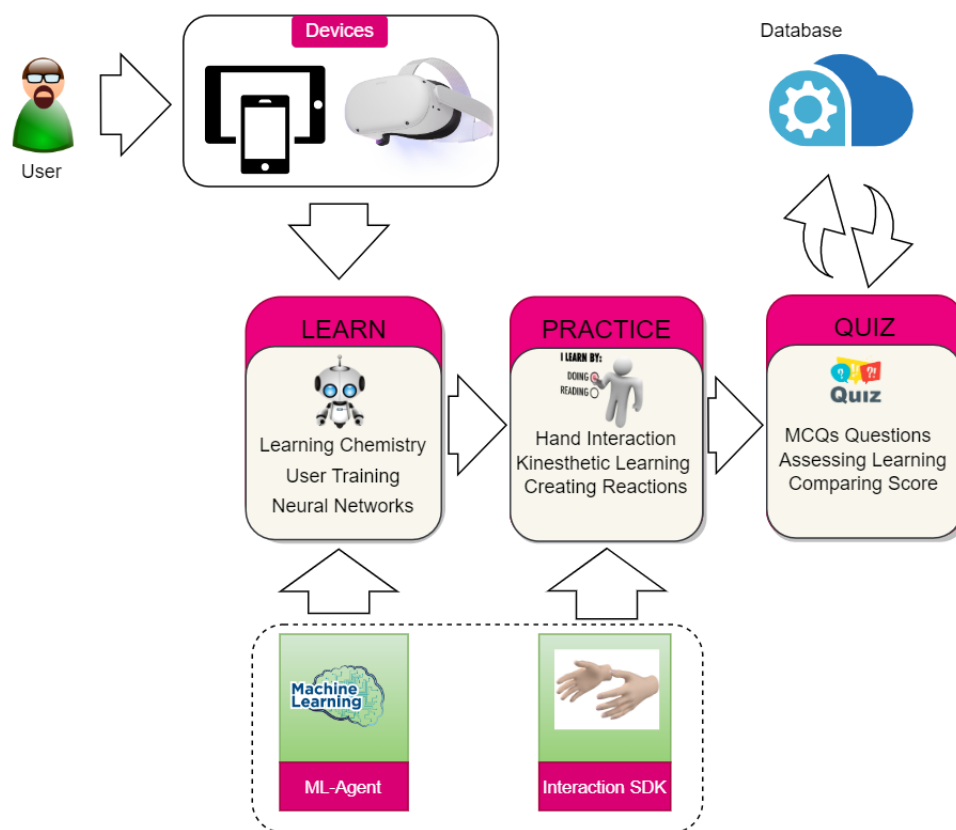 Devices
Database
User
LEARN
Learning Chemistry
User Training
Neural Networks
PRACTICE
I LEARN BY:
DOING
READING
Hand Interaction
Kinesthetic Learning
Creating Reactions
QUIZ
? ?!
Quiz
MCQs Questions
Assessing Learning
Comparing Score
Machine
Learning
ML-Agent
Interaction SDK